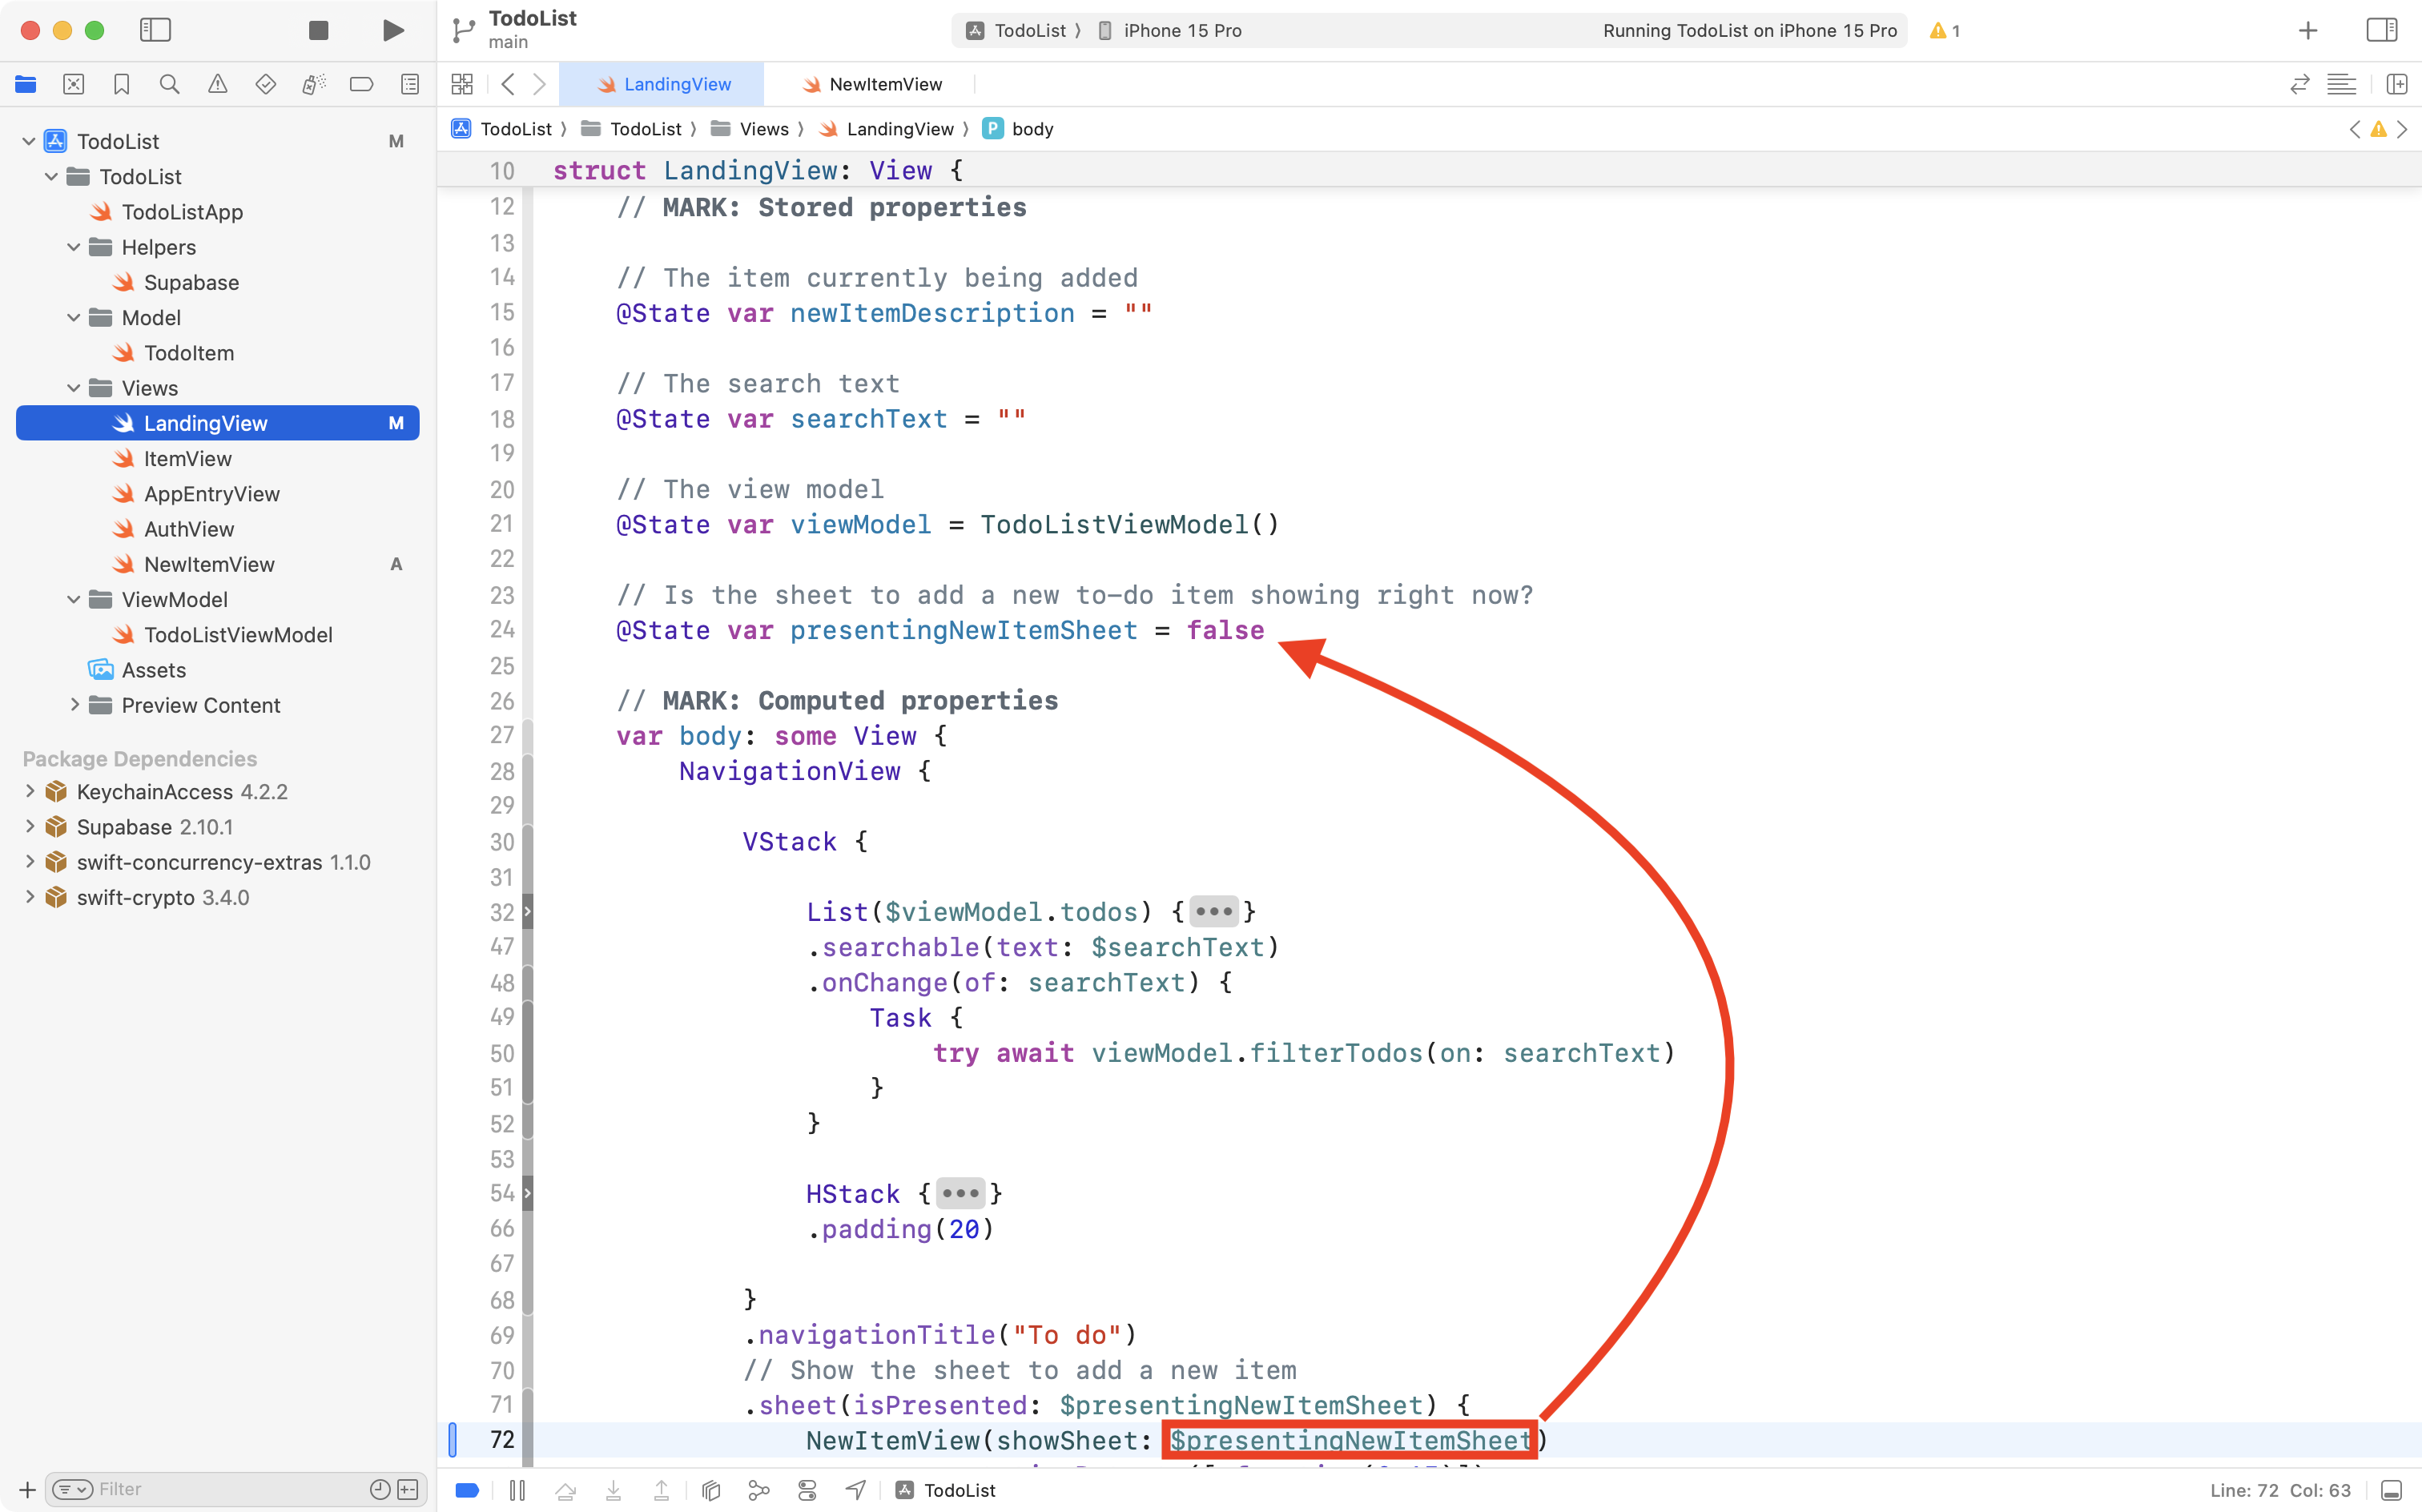 TodoList
main
TodoList ⟩ iPhone 15 Pro
Running TodoList on iPhone 15 Pro
1
LandingView
NewItemView
TodoList ⟩ TodoList ⟩ Views ⟩ LandingView ⟩ P body
TodoList M
TodoList
TodoListApp
Helpers
Supabase
Model
TodoItem
Views
LandingView M
ItemView
AppEntryView
AuthView
NewItemView A
ViewModel
TodoListViewModel
Assets
Preview Content
Package Dependencies
KeychainAccess 4.2.2
Supabase 2.10.1
swift-concurrency-extras 1.1.0
swift-crypto 3.4.0
Filter
10 struct LandingView: View {
12 // MARK: Stored properties
13
14 // The item currently being added
15 @State var newItemDescription = ""
16
17 // The search text
18 @State var searchText = ""
19
20 // The view model
21 @State var viewModel = TodoListViewModel()
22
23 // Is the sheet to add a new to-do item showing right now?
24 @State var presentingNewItemSheet = false
25
26 // MARK: Computed properties
27 var body: some View {
28 NavigationView {
29
30 VStack {
31
32 List($viewModel.todos) {•••}
47 .searchable(text: $searchText)
48 .onChange(of: searchText) {
49 Task {
50 try await viewModel.filterTodos(on: searchText)
51 }
52 }
53
54 HStack {•••}
66 .padding(20)
67
68 }
69 .navigationTitle("To do")
70 // Show the sheet to add a new item
71 .sheet(isPresented: $presentingNewItemSheet) {
72 NewItemView(showSheet: $presentingNewItemSheet)
TodoList
Line: 72 Col: 63